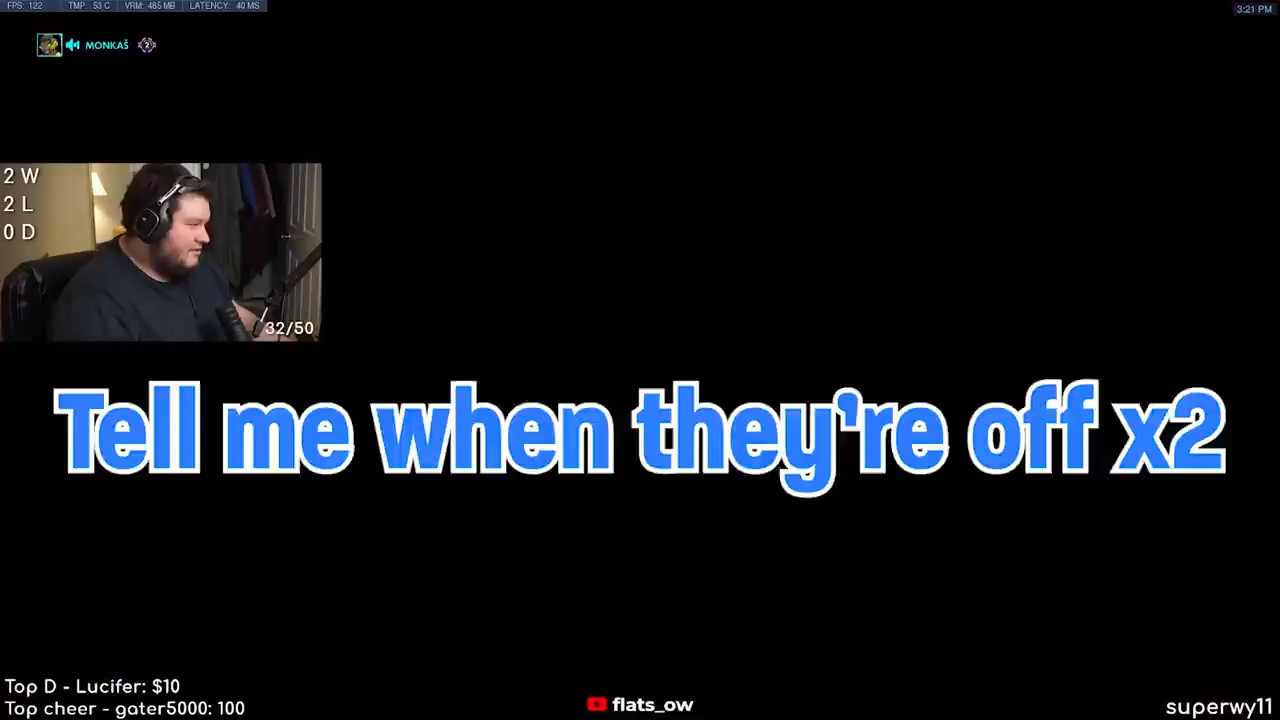 FPS: 122 TMP: 53 C VRM: 485 MB LATENCY: 40 MS
3:21 PM
MONKAŠ 2
2 W
2 L
0 D
32/50
Tell me when they're off x2
Top D - Lucifer: $10
Top cheer - gater5000: 100
flats_ow
superwy11